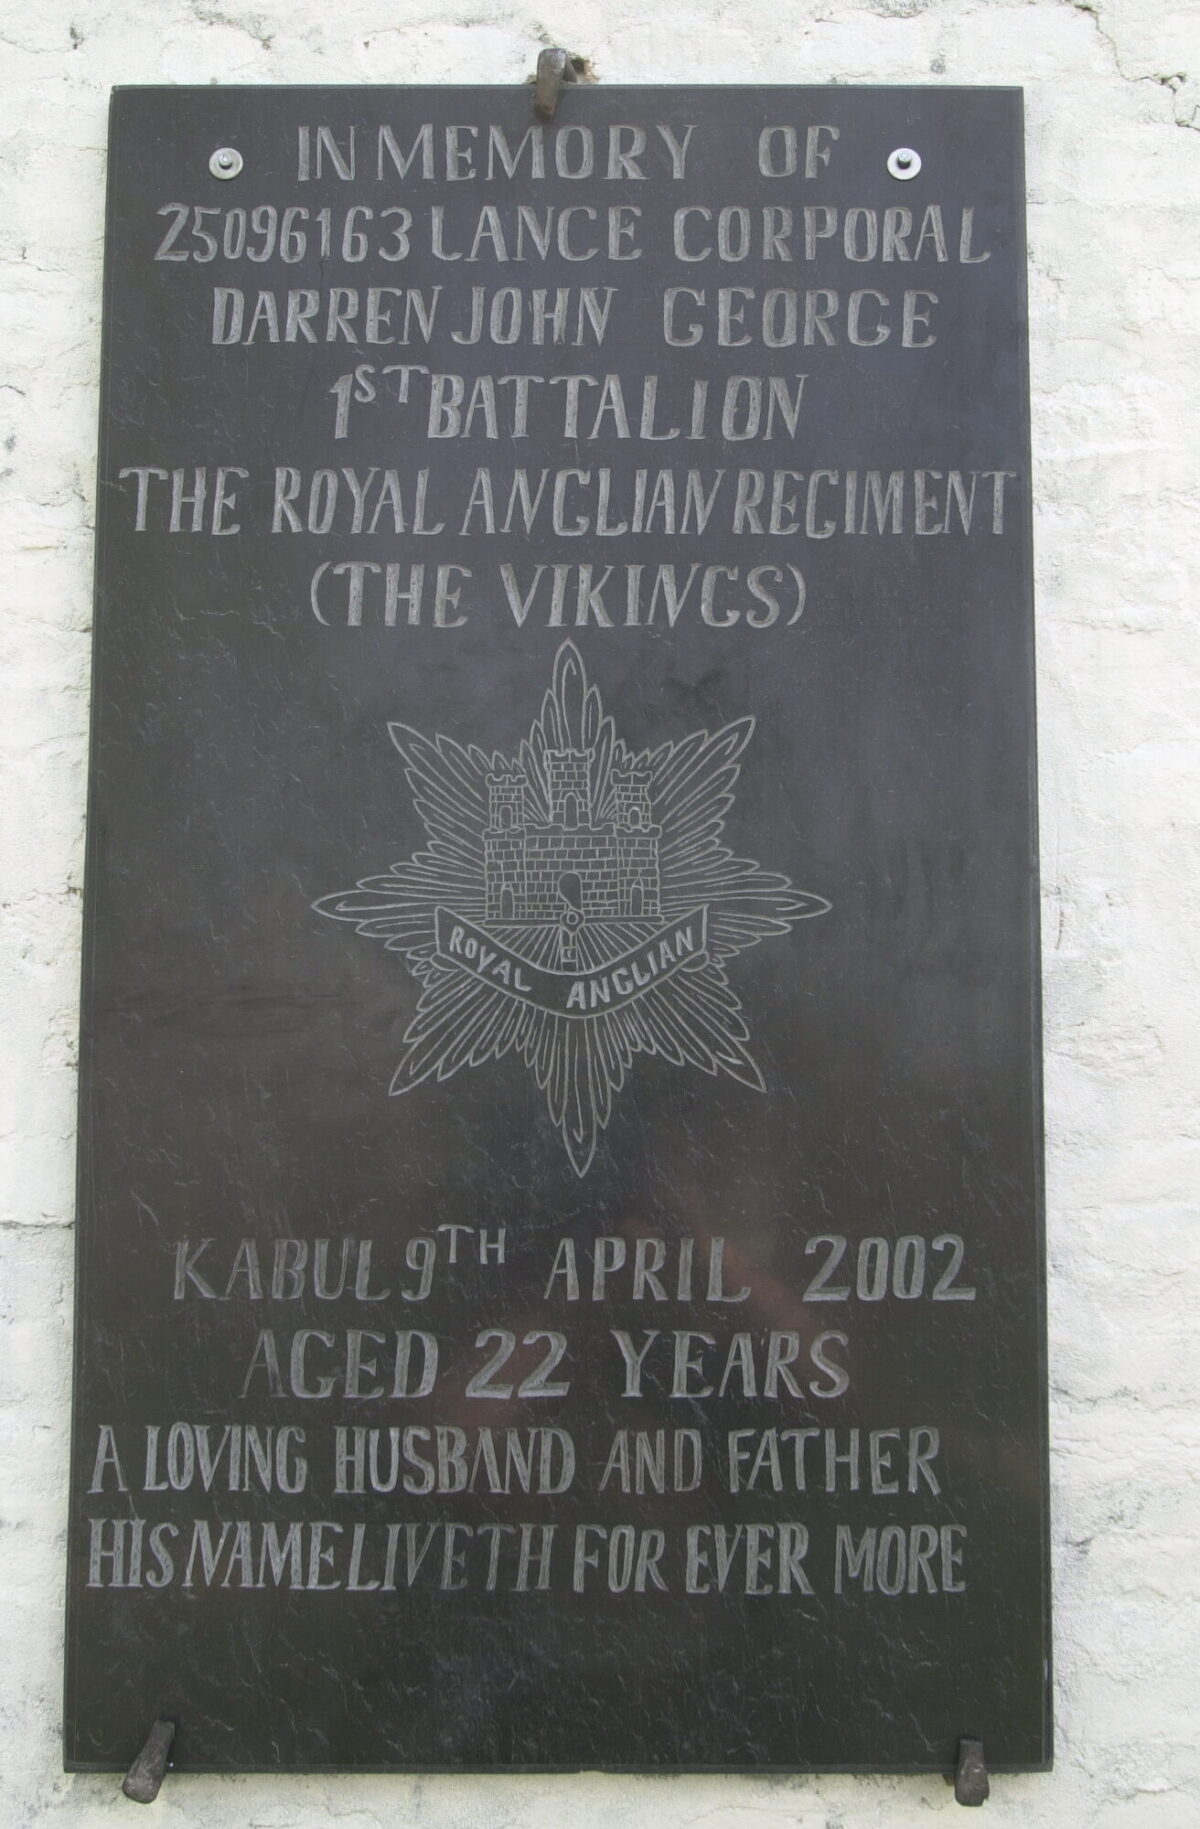 IN MEMORY OF
25096163 LANCE CORPORAL
DARREN JOHN GEORGE
1ST BATTALION
THE ROYAL ANGLIAN REGIMENT
(THE VIKINGS)
ROYAL ANGLIAN
KABUL 9TH APRIL 2002
AGED 22 YEARS
A LOVING HUSBAND AND FATHER
HIS NAME LIVETH FOR EVER MORE